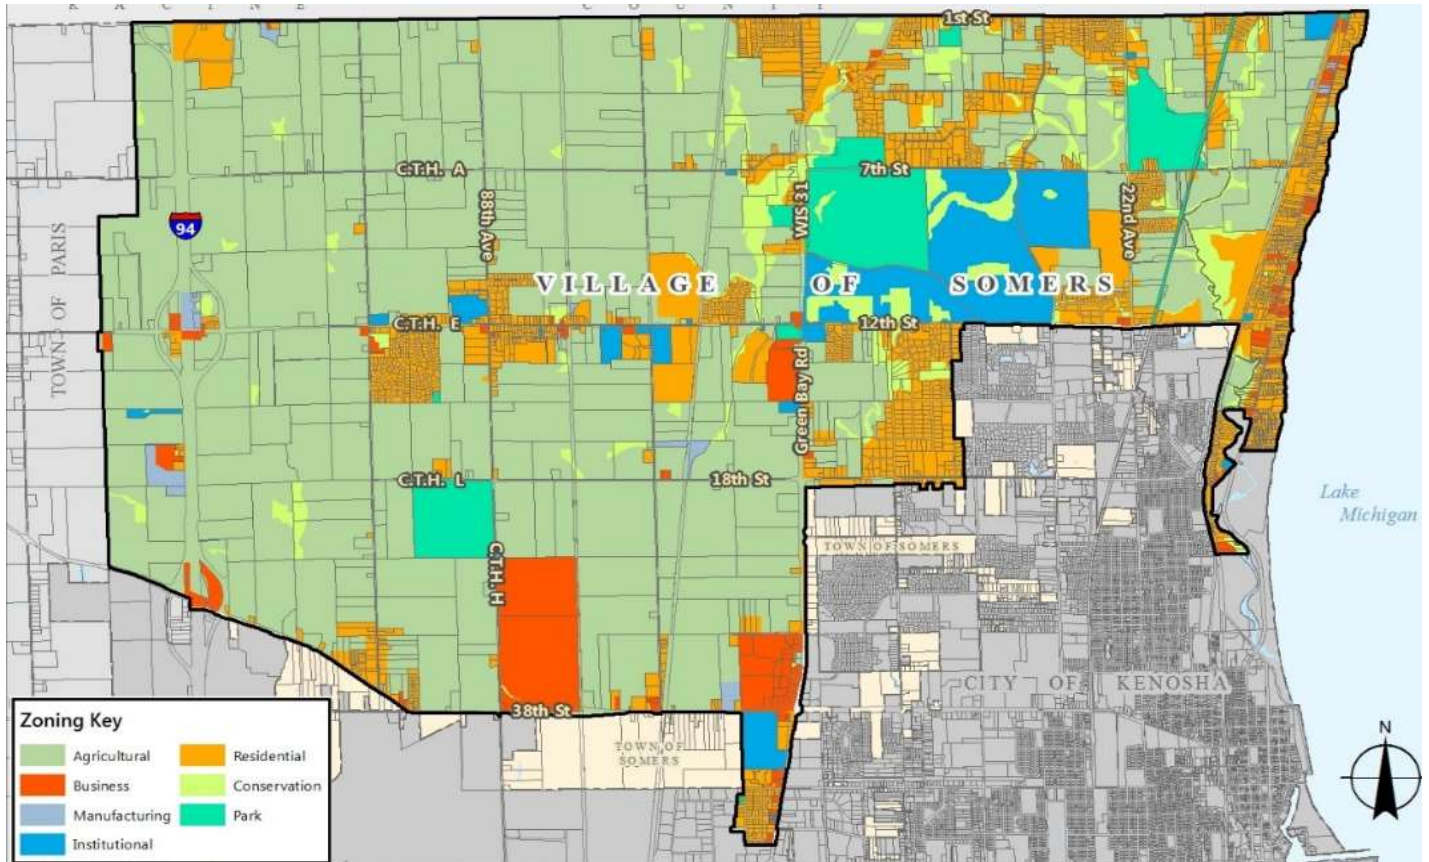 RACINE COUNTY
1st St
C.T.H. A
7th St
88th Ave
WIS 31
22nd Ave
94
TOWN OF PARIS
VILLAGE OF SOMERS
C.T.H. E
12th St
Green Bay Rd
C.T.H. L
18th St
Lake
Michigan
TOWN OF SOMERS
C.T.H. H
CITY OF KENOSHA
38th St
TOWN OF
SOMERS
N
Zoning Key
Agricultural
Residential
Business
Conservation
Manufacturing
Park
Institutional